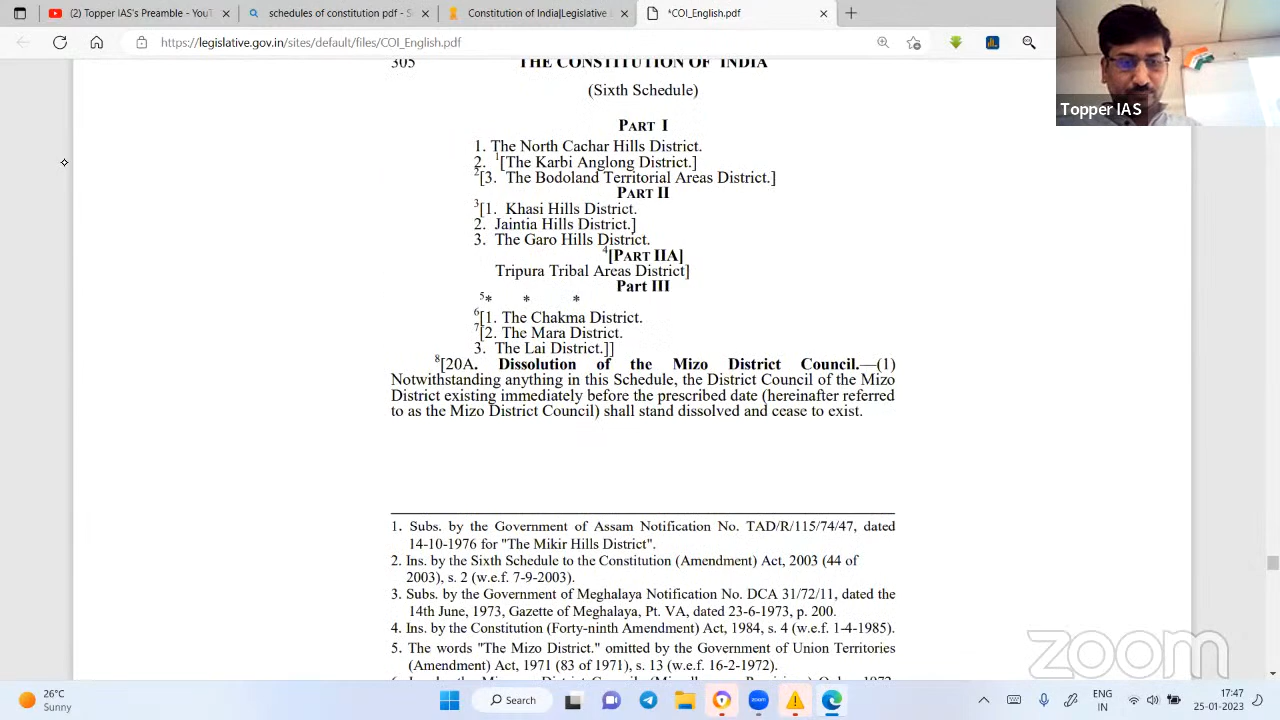 (1) Topper IAS's Preamble - You
schedules of constitution pdf - S
Constitution of India|Legislative
*COI_English.pdf
https://legislative.gov.in/sites/default/files/COI_English.pdf
Topper IAS
305 THE CONSTITUTION OF INDIA
(Sixth Schedule)
PART I
1. The North Cachar Hills District.
2. 1[The Karbi Anglong District.]
2[3. The Bodoland Territorial Areas District.]
PART II
3[1. Khasi Hills District.
2. Jaintia Hills District.]
3. The Garo Hills District.
4[PART IIA]
Tripura Tribal Areas District]
Part III
5* * *
6[1. The Chakma District.
7[2. The Mara District.
3. The Lai District.]]
8[20A. Dissolution of the Mizo District Council.—(1)
Notwithstanding anything in this Schedule, the District Council of the Mizo
District existing immediately before the prescribed date (hereinafter referred
to as the Mizo District Council) shall stand dissolved and cease to exist.
1. Subs. by the Government of Assam Notification No. TAD/R/115/74/47, dated
14-10-1976 for "The Mikir Hills District".
2. Ins. by the Sixth Schedule to the Constitution (Amendment) Act, 2003 (44 of
2003), s. 2 (w.e.f. 7-9-2003).
3. Subs. by the Government of Meghalaya Notification No. DCA 31/72/11, dated the
14th June, 1973, Gazette of Meghalaya, Pt. VA, dated 23-6-1973, p. 200.
4. Ins. by the Constitution (Forty-ninth Amendment) Act, 1984, s. 4 (w.e.f. 1-4-1985).
5. The words "The Mizo District." omitted by the Government of Union Territories
(Amendment) Act, 1971 (83 of 1971), s. 13 (w.e.f. 16-2-1972).
zoom
26°C
Sunny
Search
zoom
ENG
IN
17:47
25-01-2023